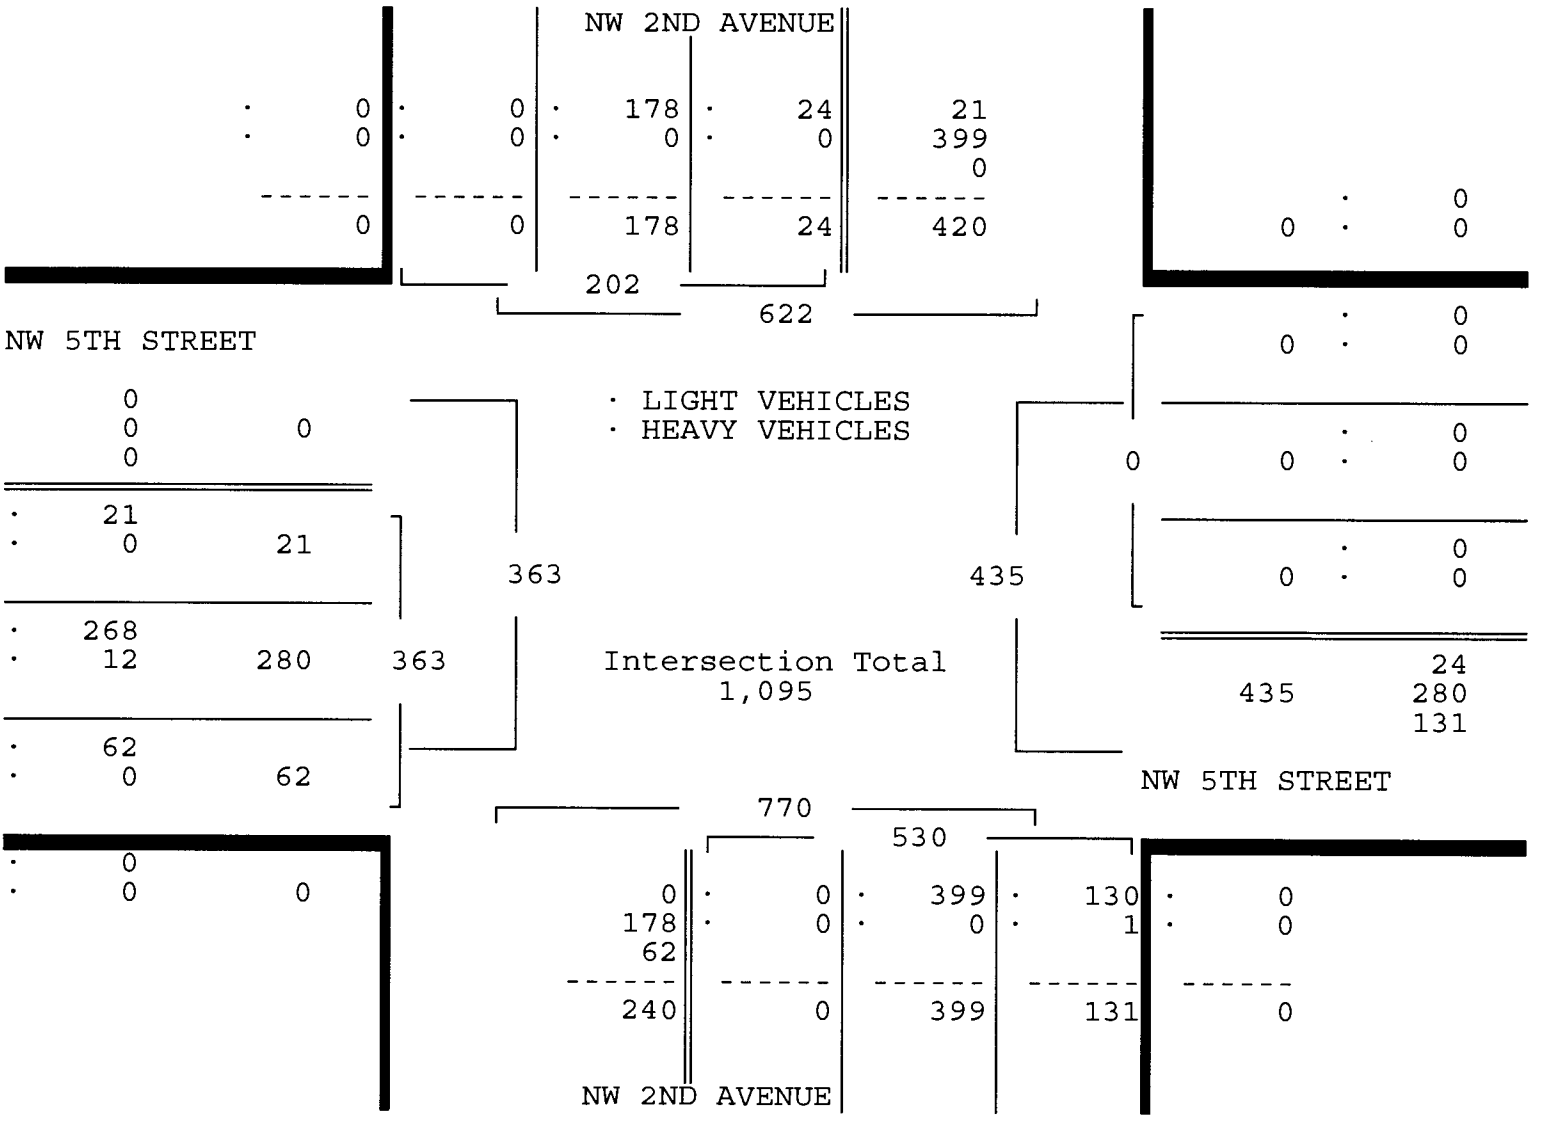 NW 2ND AVENUE
· 0 · 0 · 178 · 24 21
· 0 · 0 · 0 · 0 399
0
------ ------ ------ ------ ------
0 0 178 24 420
· 0
0 · 0
202
622
NW 5TH STREET
· 0
0 · 0
0
0 0
0
· LIGHT VEHICLES
· HEAVY VEHICLES
· 0
0 0 · 0
· 21
· 0 21
· 0
0 · 0
363
435
· 268
· 12 280 363
Intersection Total
1,095
24
435 280
131
· 62
· 0 62
NW 5TH STREET
770
530
· 0
· 0 0
0 · 0 · 399 · 130 · 0
178 · 0 · 0 · 1 · 0
62
------ ------ ------ ------ ------
240 0 399 131 0
NW 2ND AVENUE